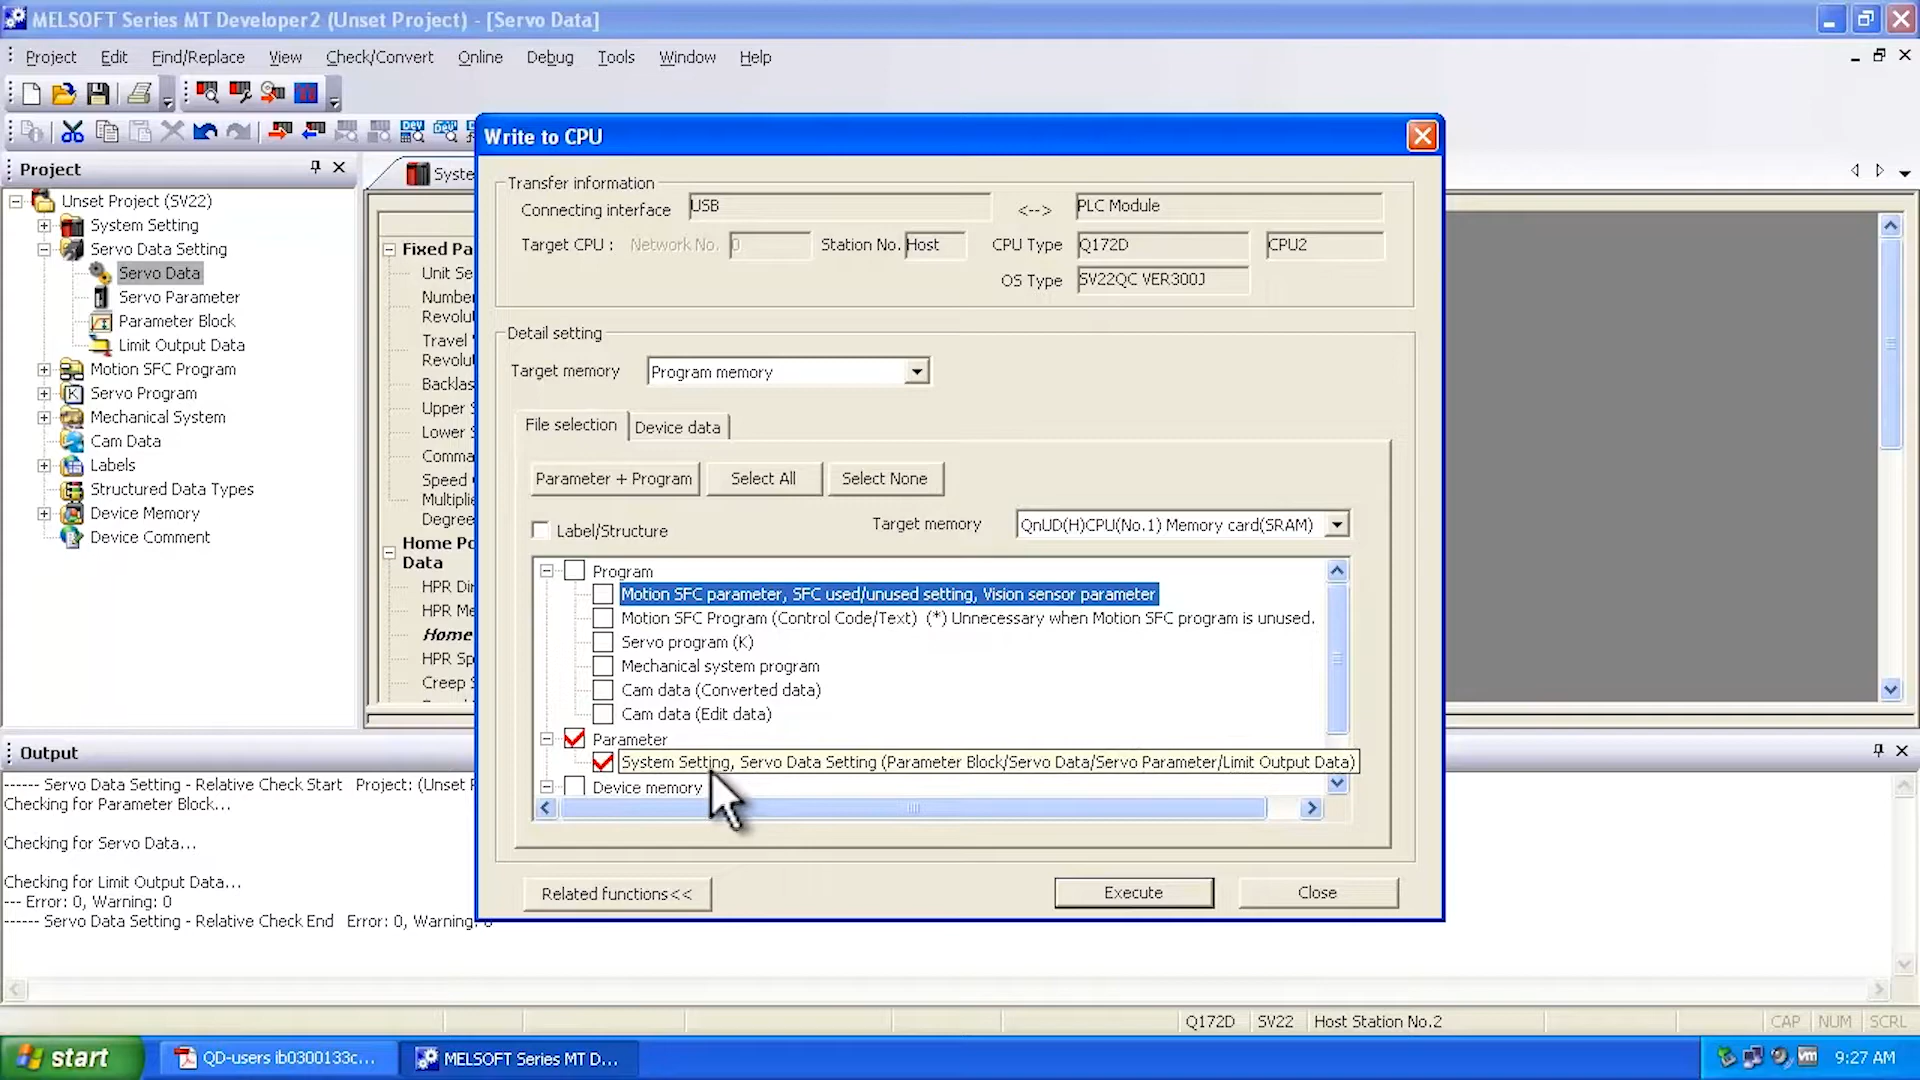 MELSOFT Series MT Developer2 (Unset Project) - [Servo Data]
Project Edit Find/Replace View Check/Convert Online Debug Tools Window Help
Project
Unset Project (SV22)
System Setting
Servo Data Setting
Servo Data
Servo Parameter
Parameter Block
Limit Output Data
Motion SFC Program
Servo Program
Mechanical System
Cam Data
Labels
Structured Data Types
Device Memory
Device Comment
Syste
Fixed Pa
Unit Se
Number
Revolu
Travel
Revolu
Backlas
Upper S
Lower S
Comma
Speed
Multiplie
Degree
Home Po
Data
HPR Dir
HPR Me
Home
HPR Sp
Creep S
Write to CPU
Transfer information
Connecting interface USB <--> PLC Module
Target CPU : Network No. 0 Station No. Host CPU Type Q172D CPU2
OS Type SV22QC VER300J
Detail setting
Target memory Program memory
File selection Device data
Parameter + Program Select All Select None
Label/Structure Target memory QnUD(H)CPU(No.1) Memory card(SRAM)
Program
Motion SFC parameter, SFC used/unused setting, Vision sensor parameter
Motion SFC Program (Control Code/Text) (*) Unnecessary when Motion SFC program is unused.
Servo program (K)
Mechanical system program
Cam data (Converted data)
Cam data (Edit data)
Parameter
System Setting, Servo Data Setting (Parameter Block/Servo Data/Servo Parameter/Limit Output Data)
Device memory
Related functions<< Execute Close
Output
------ Servo Data Setting - Relative Check Start Project: (Unset P
Checking for Parameter Block...
Checking for Servo Data...
Checking for Limit Output Data...
--- Error: 0, Warning: 0
------ Servo Data Setting - Relative Check End Error: 0, Warning: 0
Q172D SV22 Host Station No.2 CAP NUM SCRL
start QD-users ib0300133c... MELSOFT Series MT D... 9:27 AM